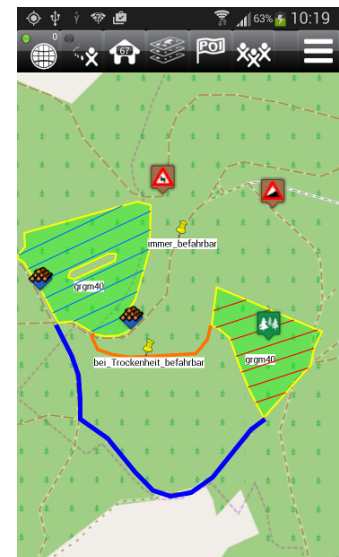 63% 10:19
0
67
POI
immer_befahrbar
grgm40
bei_Trockenheit_befahrbar
grgm40